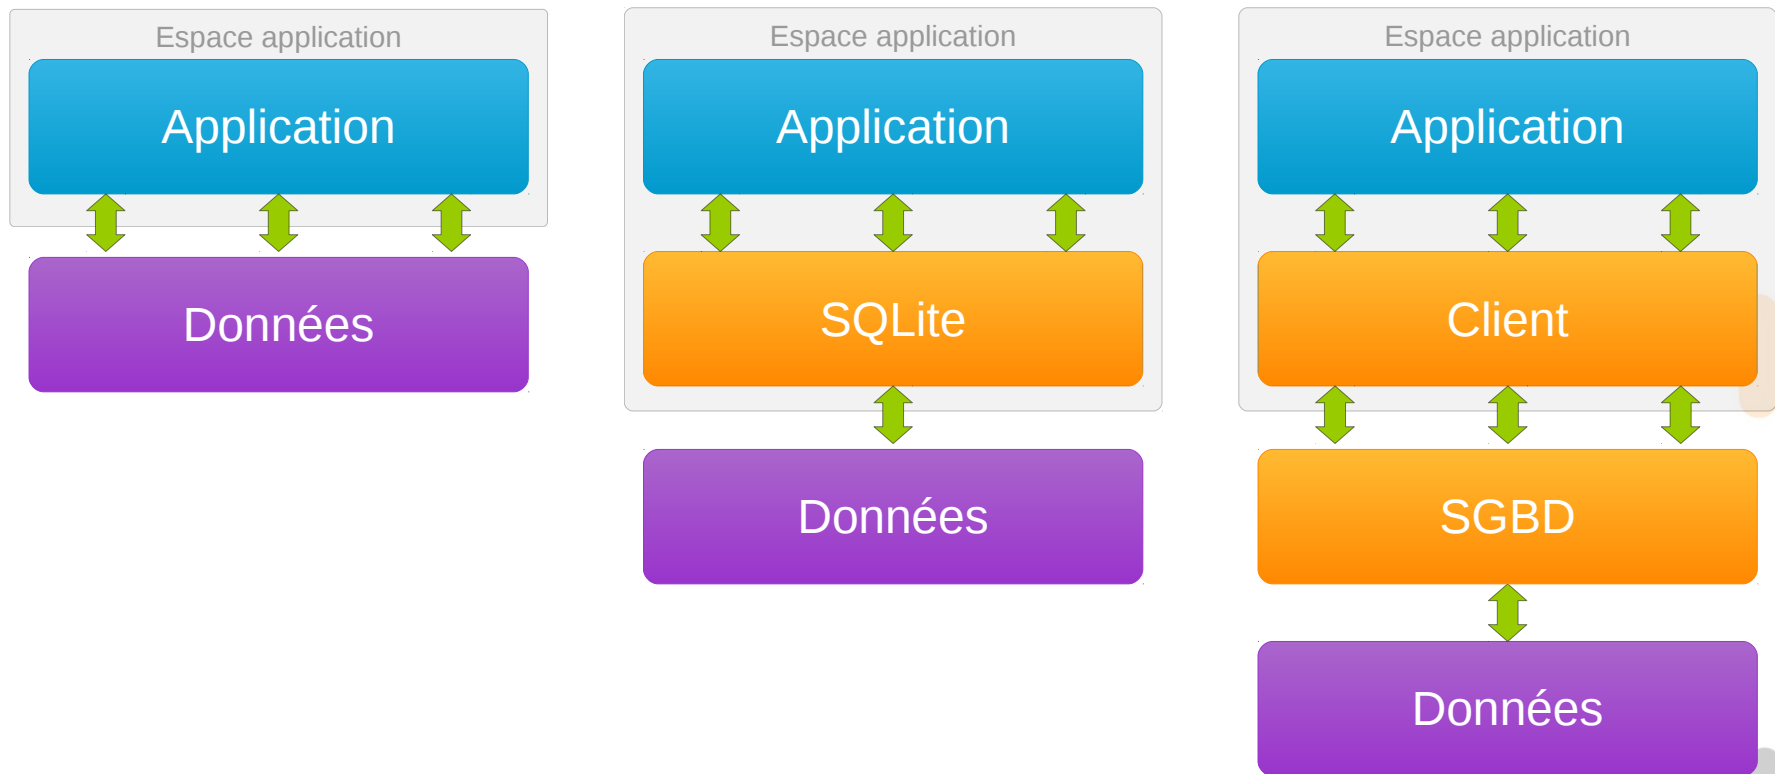 Espace application
Application
Données
Espace application
Application
SQLite
Données
Espace application
Application
Client
SGBD
Données